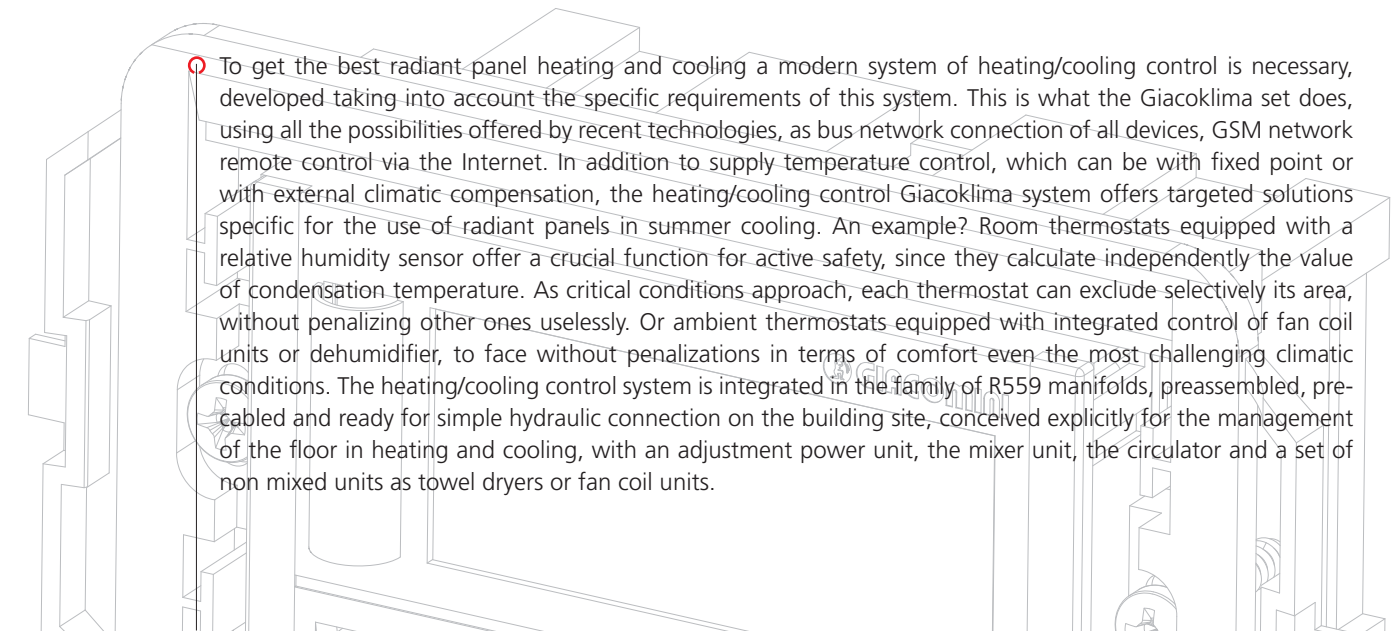 To get the best radiant panel heating and cooling a modern system of heating/cooling control is necessary,
developed taking into account the specific requirements of this system. This is what the Giacoklima set does,
using all the possibilities offered by recent technologies, as bus network connection of all devices, GSM network
remote control via the Internet. In addition to supply temperature control, which can be with fixed point or
with external climatic compensation, the heating/cooling control Giacoklima system offers targeted solutions
specific for the use of radiant panels in summer cooling. An example? Room thermostats equipped with a
relative humidity sensor offer a crucial function for active safety, since they calculate independently the value
of condensation temperature. As critical conditions approach, each thermostat can exclude selectively its area,
without penalizing other ones uselessly. Or ambient thermostats equipped with integrated control of fan coil
units or dehumidifier, to face without penalizations in terms of comfort even the most challenging climatic
conditions. The heating/cooling control system is integrated in the family of R559 manifolds, preassembled, pre-
cabled and ready for simple hydraulic connection on the building site, conceived explicitly for the management
of the floor in heating and cooling, with an adjustment power unit, the mixer unit, the circulator and a set of
non mixed units as towel dryers or fan coil units.
GIACOMINI